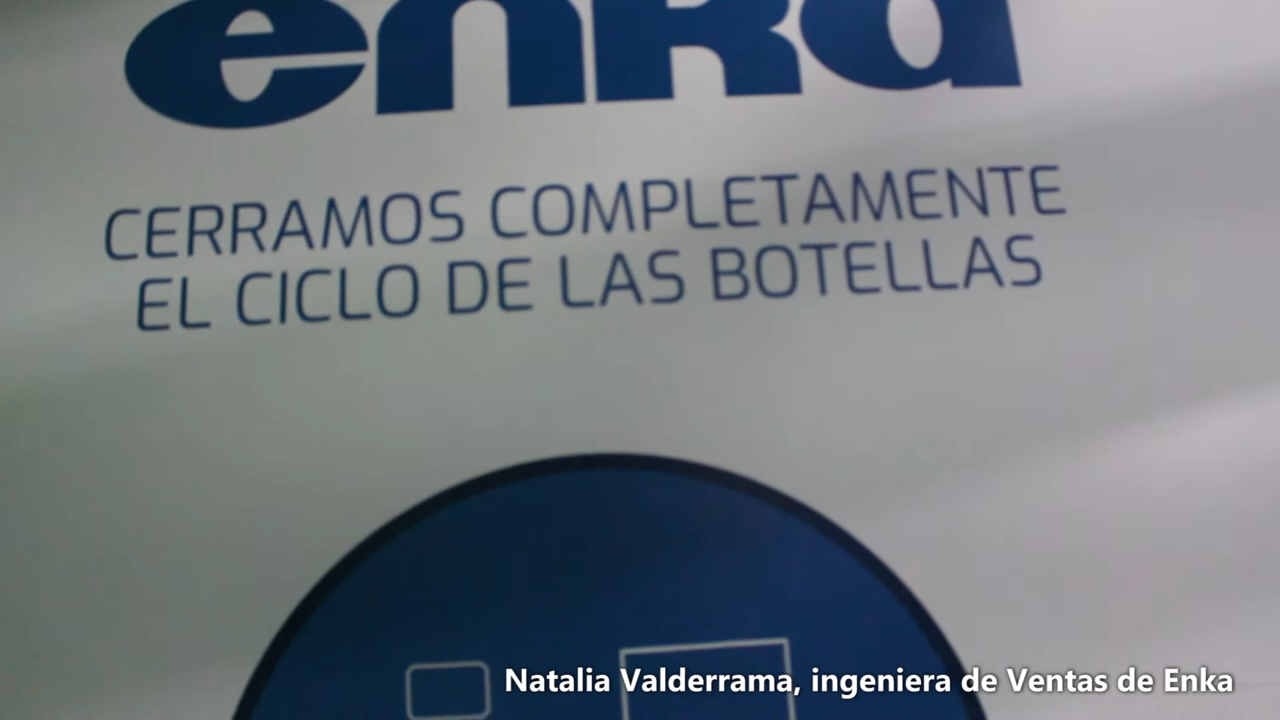 enka
CERRAMOS COMPLETAMENTE
EL CICLO DE LAS BOTELLAS
Natalia Valderrama, ingeniera de Ventas de Enka